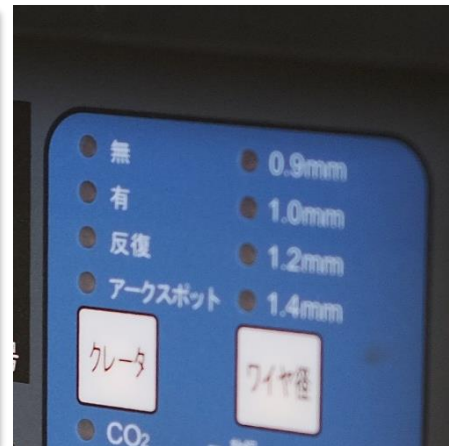 無
有
反復
アークスポット
クレータ
0.9mm
1.0mm
1.2mm
1.4mm
ワイヤ径
CO₂